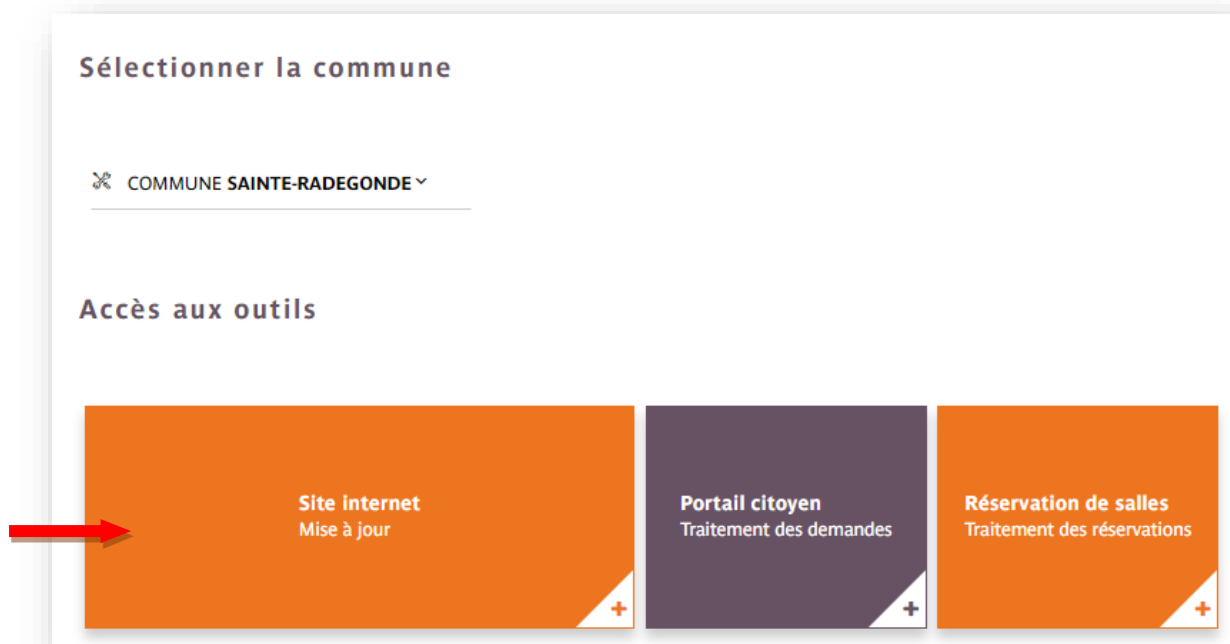 Sélectionner la commune
COMMUNE SAINTE-RADEGONDE
Accès aux outils
Site internet
Mise à jour
Portail citoyen
Traitement des demandes
Réservation de salles
Traitement des réservations